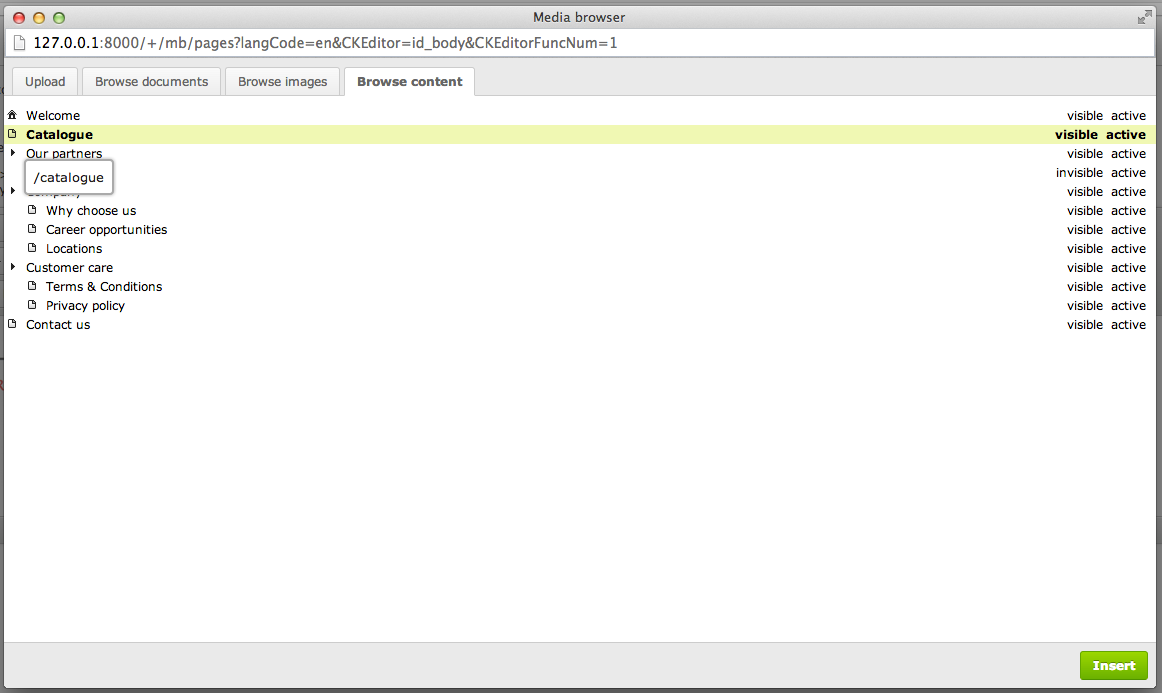 Media browser
127.0.0.1:8000/+/mb/pages?langCode=en&CKEditor=id_body&CKEditorFuncNum=1
Upload Browse documents Browse images Browse content
Welcome visible active
Catalogue visible active
Our partners visible active
/catalogue invisible active
Company visible active
Why choose us visible active
Career opportunities visible active
Locations visible active
Customer care visible active
Terms & Conditions visible active
Privacy policy visible active
Contact us visible active
Insert